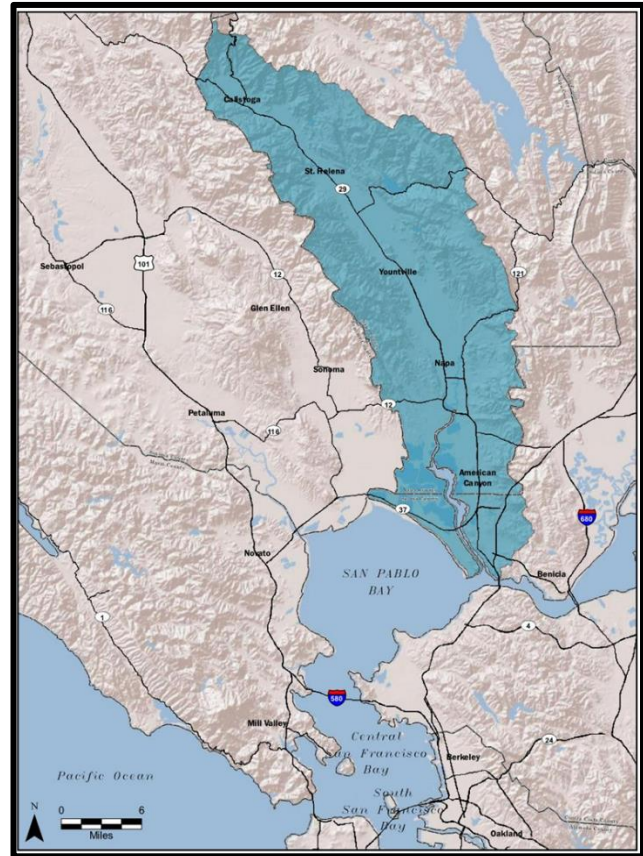 Calistoga
St. Helena
29
Sebastopol
101
12
121
Yountville
116
Glen Ellen
Sonoma
Napa
Petaluma
12
116
American
Canyon
37
680
Novato
SAN PABLO
BAY
Benicia
1
4
580
Mill Valley
Central
San Francisco
Bay
24
Berkeley
Pacific Ocean
South
San Francisco
Bay
Oakland
N
0 6
Miles